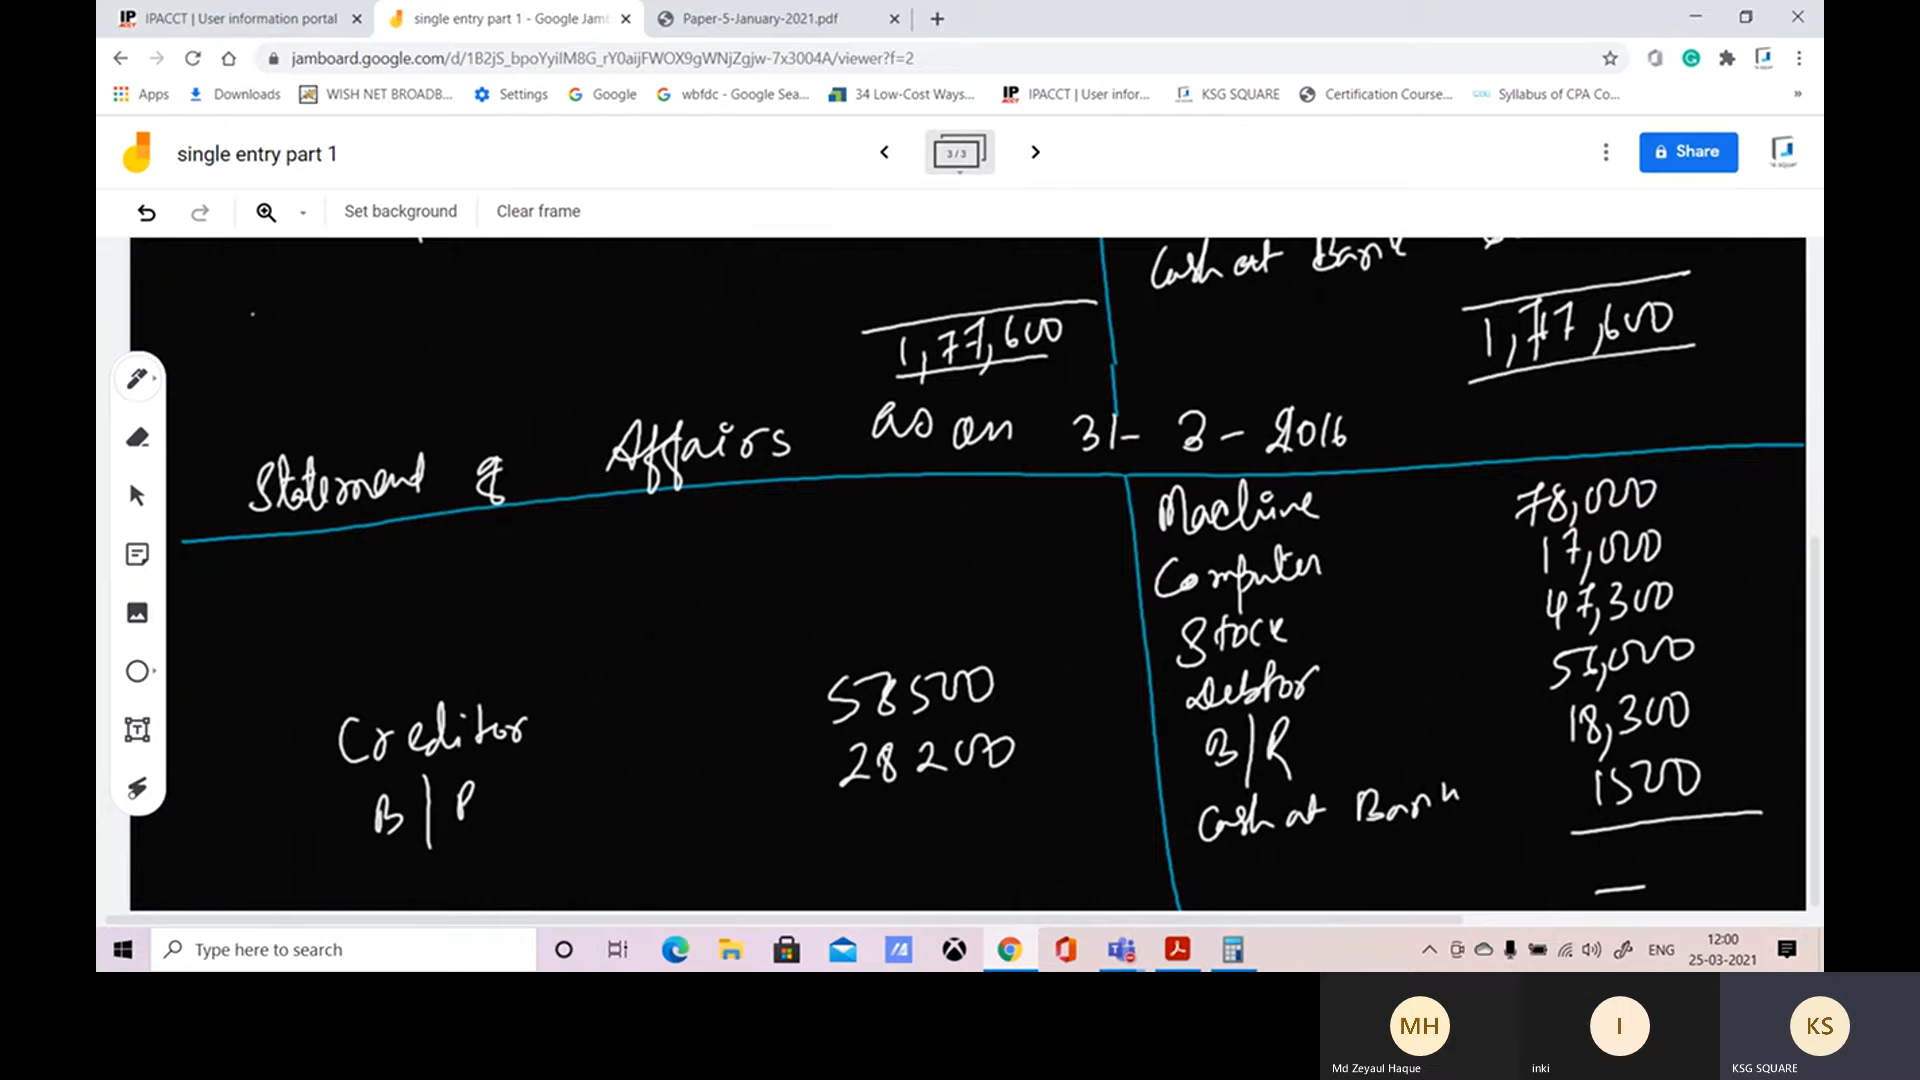 IPACCT | User information portal
single entry part 1 - Google Jam
Paper-5-January-2021.pdf
jamboard.google.com/d/1B2jS_bpoYyiIM8G_rY0aijFWOX9gWNjZgjw-7x3004A/viewer?f=2
Apps Downloads WISH NET BROADB... Settings Google wbfdc - Google Sea... 34 Low-Cost Ways... IPACCT | User infor... KSG SQUARE Certification Course... Syllabus of CPA Co... »
single entry part 1
3 / 3
Share
Set background Clear frame
Cash at Bank
1,77,600 1,77,600
Statement of Affairs as on 31-3-2016
Machine 78,000
Computer 17,000
Stock 47,300
Debtor
B/R 18,300
Cash at Bank 1500
Creditor 58500
B/P 28200
Type here to search
ENG
12:00
25-03-2021
MH I KS
Md Zeyaul Haque inki KSG SQUARE